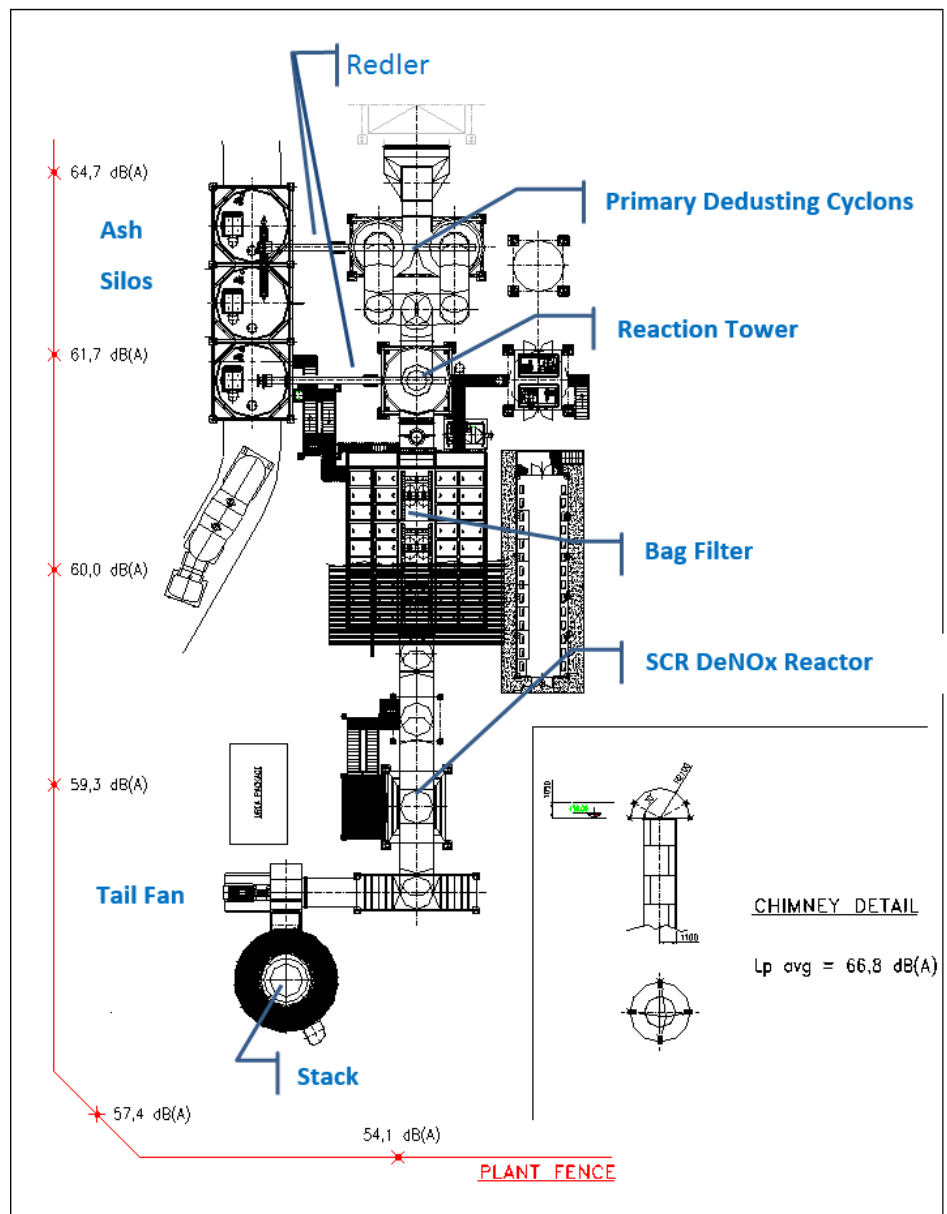 Redler
64,7 dB(A)
Primary Dedusting Cyclons
Ash
Silos
Reaction Tower
61,7 dB(A)
Bag Filter
60,0 dB(A)
SCR DeNOx Reactor
59,3 dB(A)
Tail Fan
CHIMNEY DETAIL
1100
Lp avg = 66,8 dB(A)
Stack
57,4 dB(A)
54,1 dB(A)
PLANT FENCE